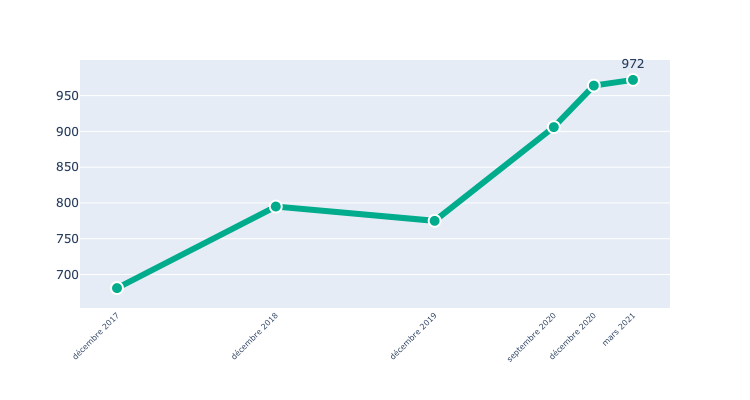 972
950
900
850
800
750
700
décembre 2017
décembre 2018
décembre 2019
septembre 2020
décembre 2020
mars 2021